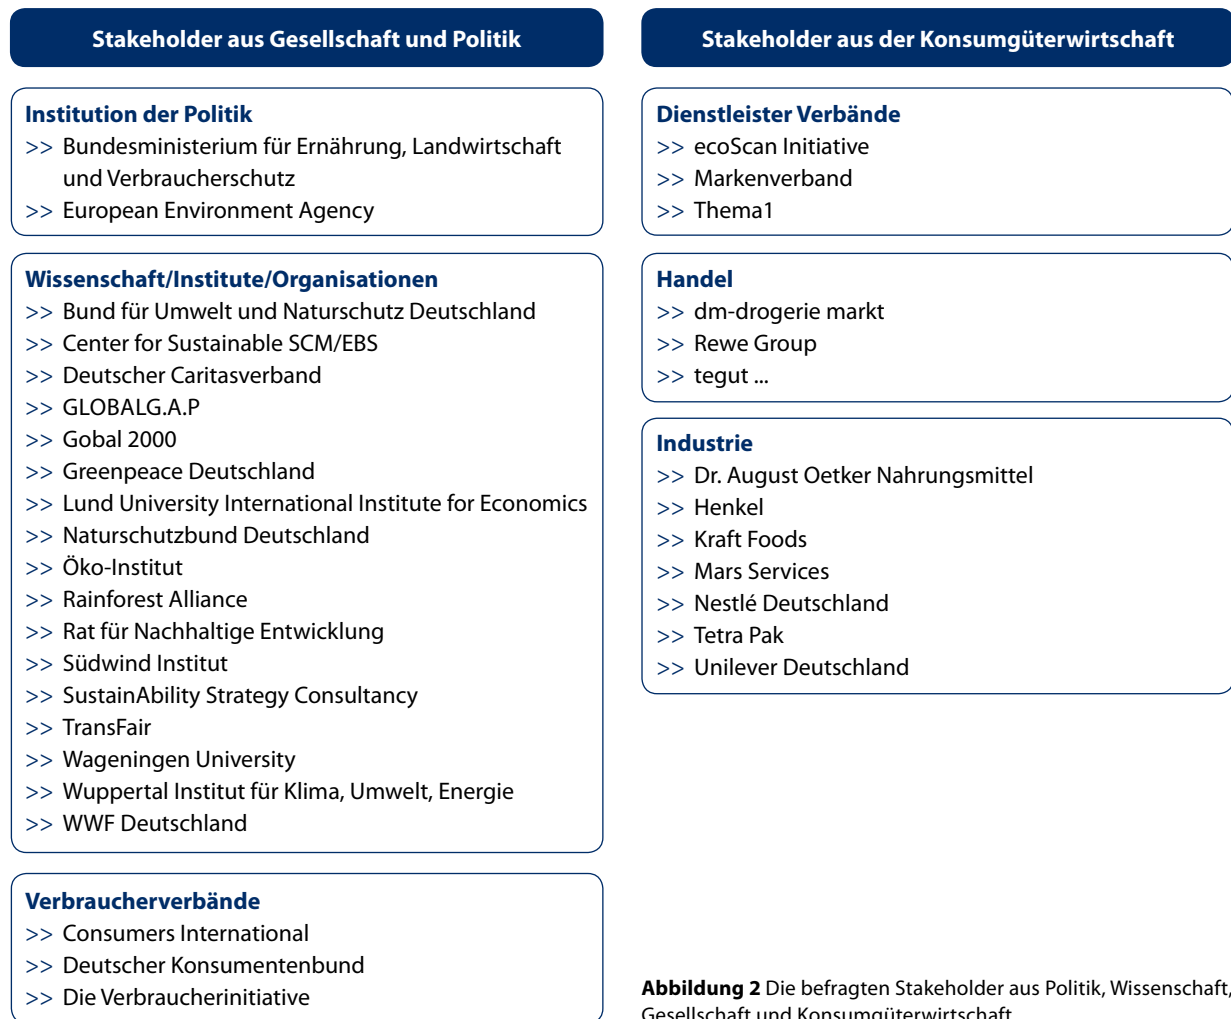 Stakeholder aus Gesellschaft und Politik
Institution der Politik
>> Bundesministerium für Ernährung, Landwirtschaft
und Verbraucherschutz
>> European Environment Agency
Wissenschaft/Institute/Organisationen
>> Bund für Umwelt und Naturschutz Deutschland
>> Center for Sustainable SCM/EBS
>> Deutscher Caritasverband
>> GLOBALG.A.P
>> Gobal 2000
>> Greenpeace Deutschland
>> Lund University International Institute for Economics
>> Naturschutzbund Deutschland
>> Öko-Institut
>> Rainforest Alliance
>> Rat für Nachhaltige Entwicklung
>> Südwind Institut
>> SustainAbility Strategy Consultancy
>> TransFair
>> Wageningen University
>> Wuppertal Institut für Klima, Umwelt, Energie
>> WWF Deutschland
Verbraucherverbände
>> Consumers International
>> Deutscher Konsumentenbund
>> Die Verbraucherinitiative
Stakeholder aus der Konsumgüterwirtschaft
Dienstleister Verbände
>> ecoScan Initiative
>> Markenverband
>> Thema1
Handel
>> dm-drogerie markt
>> Rewe Group
>> tegut ...
Industrie
>> Dr. August Oetker Nahrungsmittel
>> Henkel
>> Kraft Foods
>> Mars Services
>> Nestlé Deutschland
>> Tetra Pak
>> Unilever Deutschland
Abbildung 2 Die befragten Stakeholder aus Politik, Wissenschaft,
Gesellschaft und Konsumgüterwirtschaft